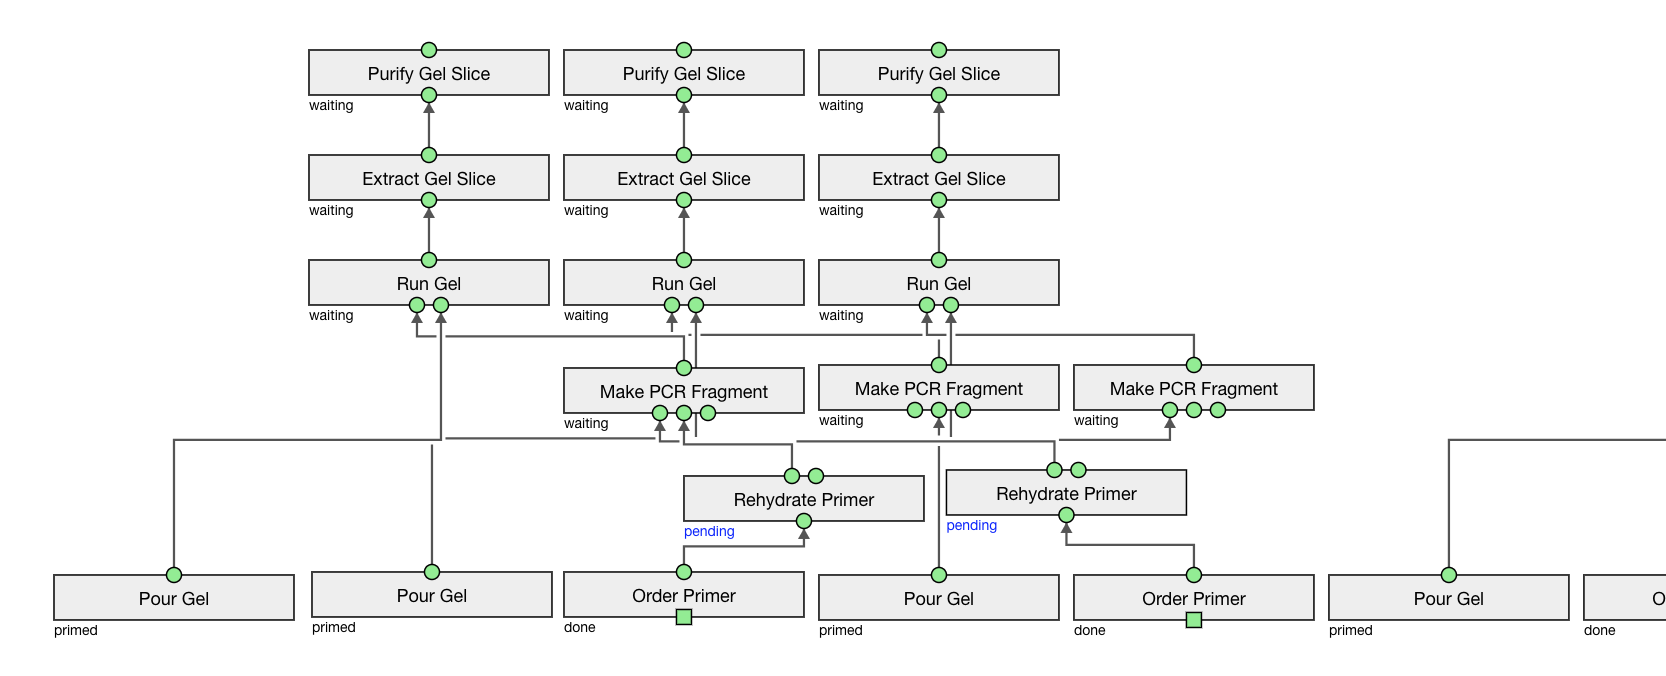 Purify Gel Slice
Purify Gel Slice
Purify Gel Slice
waiting
waiting
waiting
Extract Gel Slice
Extract Gel Slice
Extract Gel Slice
waiting
waiting
waiting
Run Gel
Run Gel
Run Gel
waiting
waiting
waiting
Make PCR Fragment
Make PCR Fragment
Make PCR Fragment
waiting
waiting
waiting
Rehydrate Primer
Rehydrate Primer
pending
pending
Pour Gel
Pour Gel
Order Primer
Pour Gel
Order Primer
Pour Gel
O
primed
primed
done
primed
done
primed
done